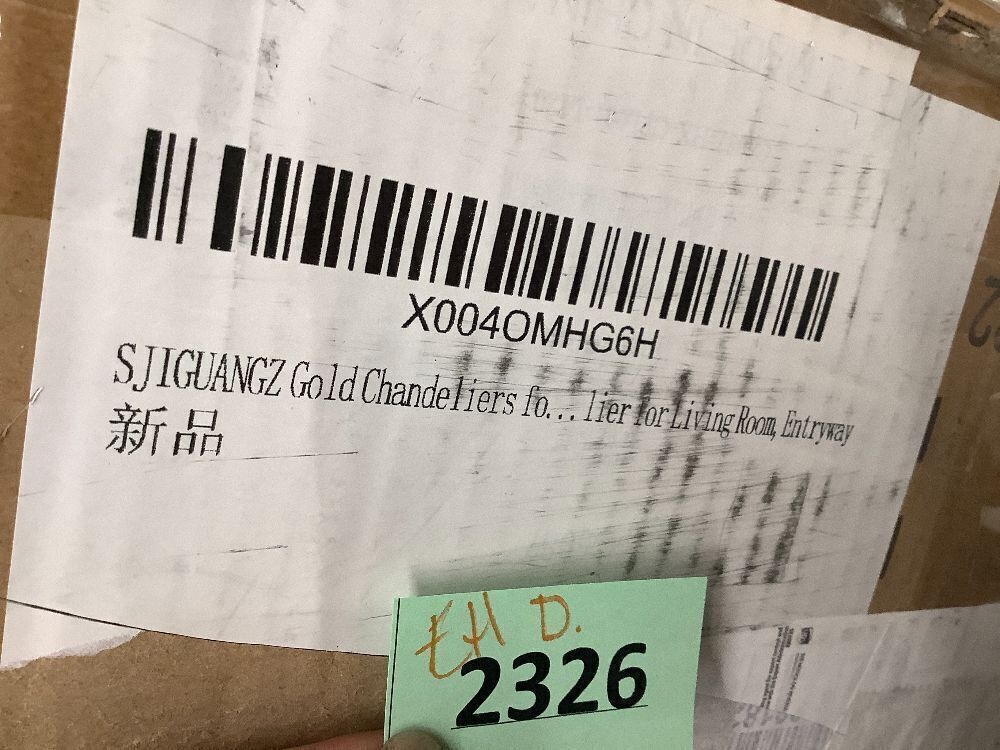 X004OMHG6H
SJIGUANGZ Gold Chandeliers fo... lier for Living Room, Entryway
新品
EH D.
2326